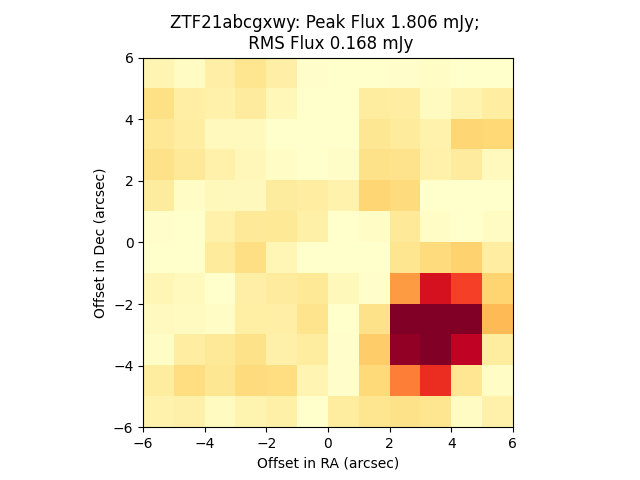 ZTF21abcgxwy: Peak Flux 1.806 mJy;
RMS Flux 0.168 mJy
6
4
2
0
−2
−4
−6
Offset in Dec (arcsec)
−6 −4 −2 0 2 4 6
Offset in RA (arcsec)